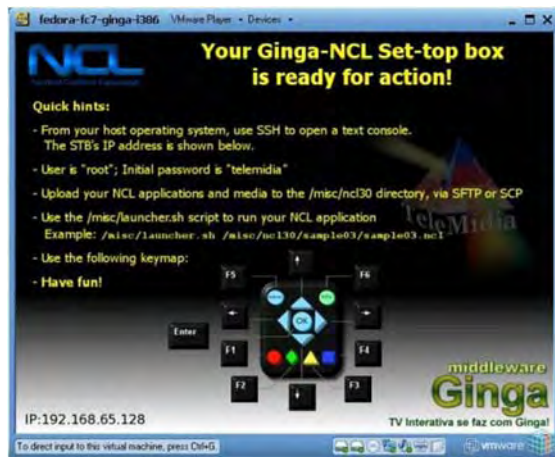 fedora-fc7-ginga-i386 VMware Player Devices
NCL
Your Ginga-NCL Set-top box
is ready for action!
Quick hints:
- From your host operating system, use SSH to open a text console.
The STB's IP address is shown below.
- User is "root"; Initial password is "telemidia"
- Upload your NCL applications and media to the /misc/ncl30 directory, via SFTP or SCP
- Use the /misc/launcher.sh script to run your NCL application
Example: /misc/launcher.sh /misc/ncl30/sample03/sample03.ncl
- Use the following keymap:
- Have fun!
TeleMidia
F5
F6
OK
Enter
F1
F4
F2
F3
middleware
Ginga
TV Interativa se faz com Ginga!
IP:192.168.65.128
To direct input to this virtual machine, press Ctrl+G.
vmware